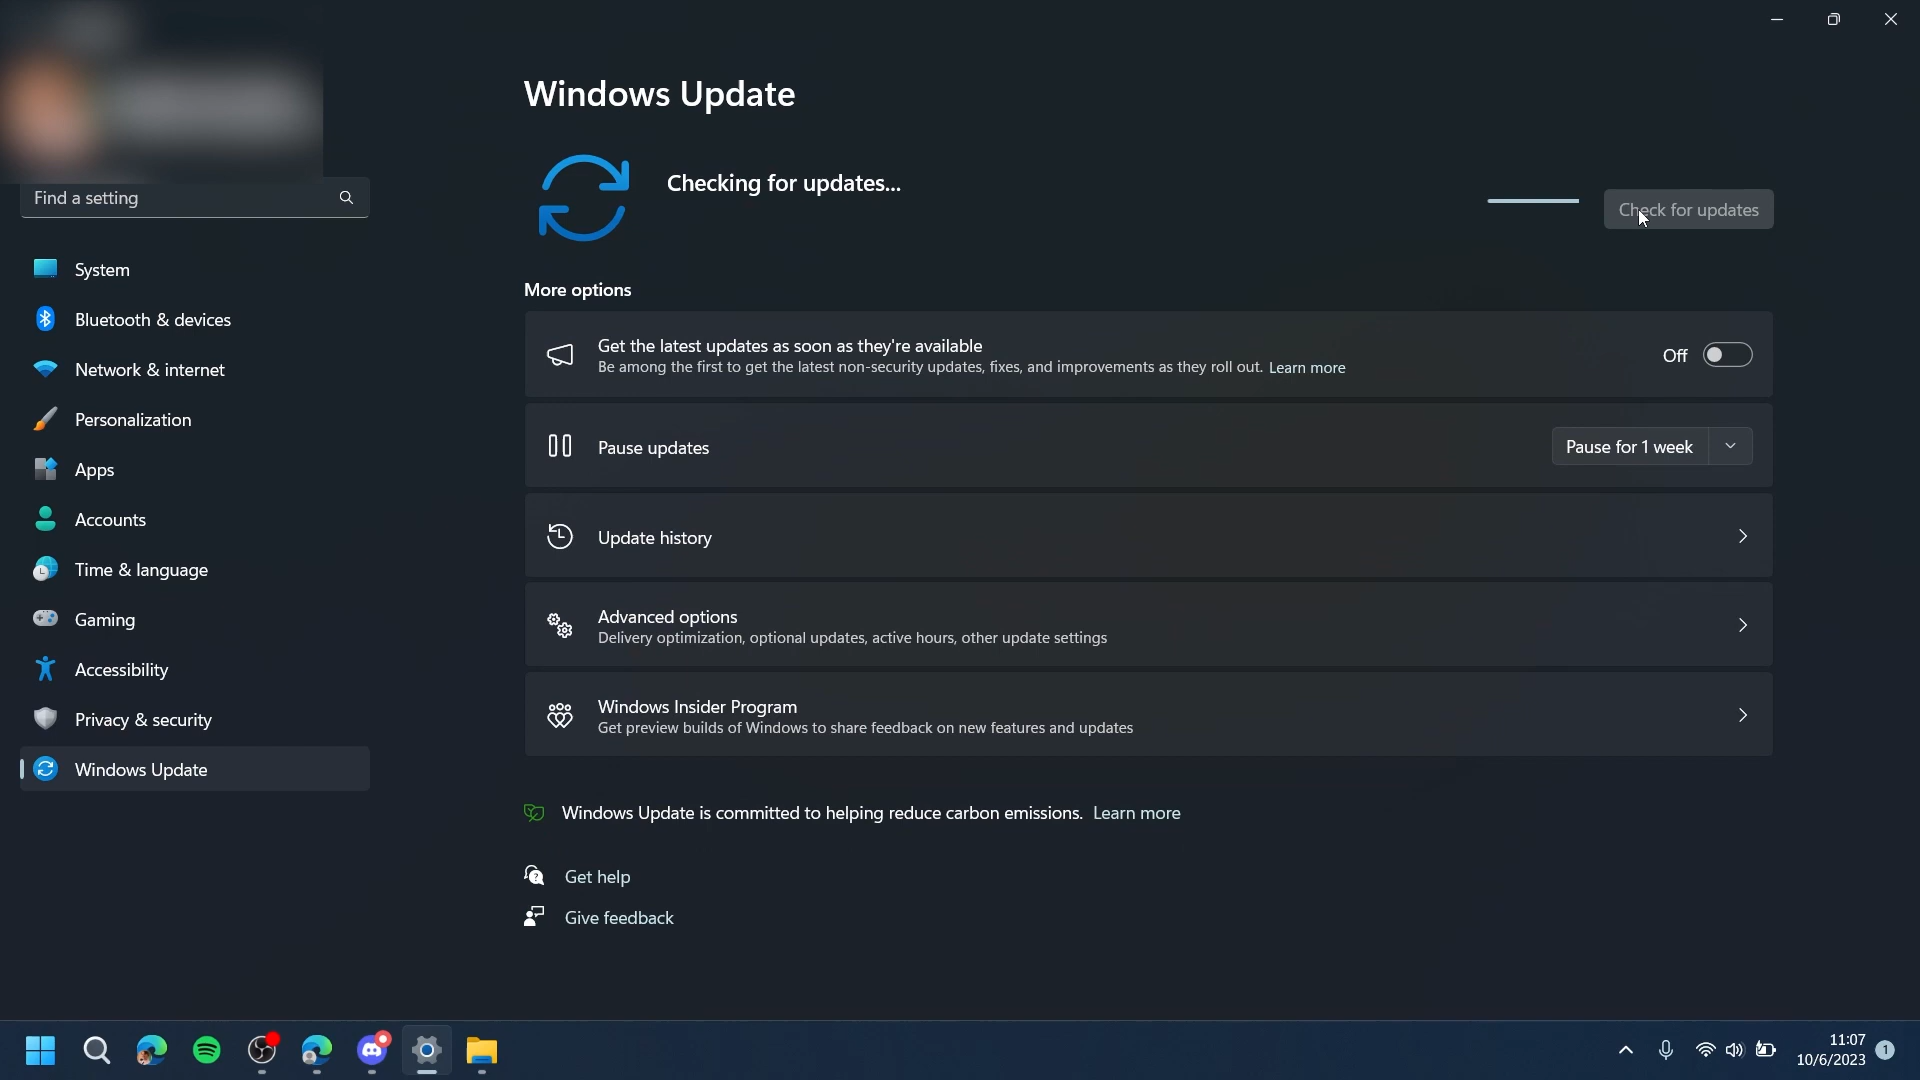 Windows Update
Find a setting
Checking for updates...
Check for updates
System
Bluetooth & devices
Network & internet
Personalization
Apps
Accounts
Time & language
Gaming
Accessibility
Privacy & security
Windows Update
More options
Get the latest updates as soon as they're available
Be among the first to get the latest non-security updates, fixes, and improvements as they roll out. Learn more
Off
Pause updates
Pause for 1 week
Update history
Advanced options
Delivery optimization, optional updates, active hours, other update settings
Windows Insider Program
Get preview builds of Windows to share feedback on new features and updates
Windows Update is committed to helping reduce carbon emissions. Learn more
Get help
Give feedback
11:07
10/6/2023
1